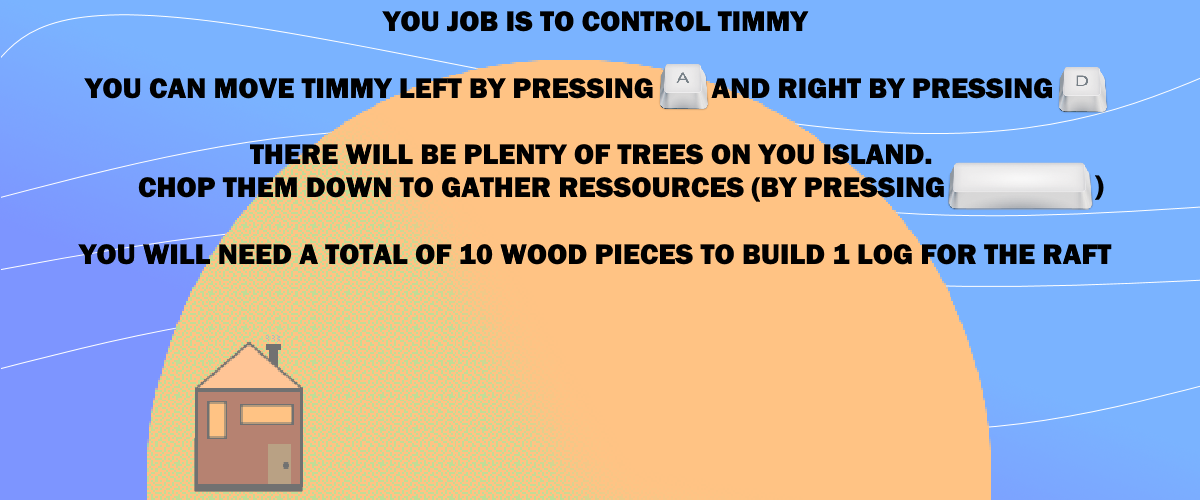 YOU JOB IS TO CONTROL TIMMY
YOU CAN MOVE TIMMY LEFT BY PRESSING A AND RIGHT BY PRESSING D
THERE WILL BE PLENTY OF TREES ON YOU ISLAND.
CHOP THEM DOWN TO GATHER RESSOURCES (BY PRESSING )
YOU WILL NEED A TOTAL OF 10 WOOD PIECES TO BUILD 1 LOG FOR THE RAFT